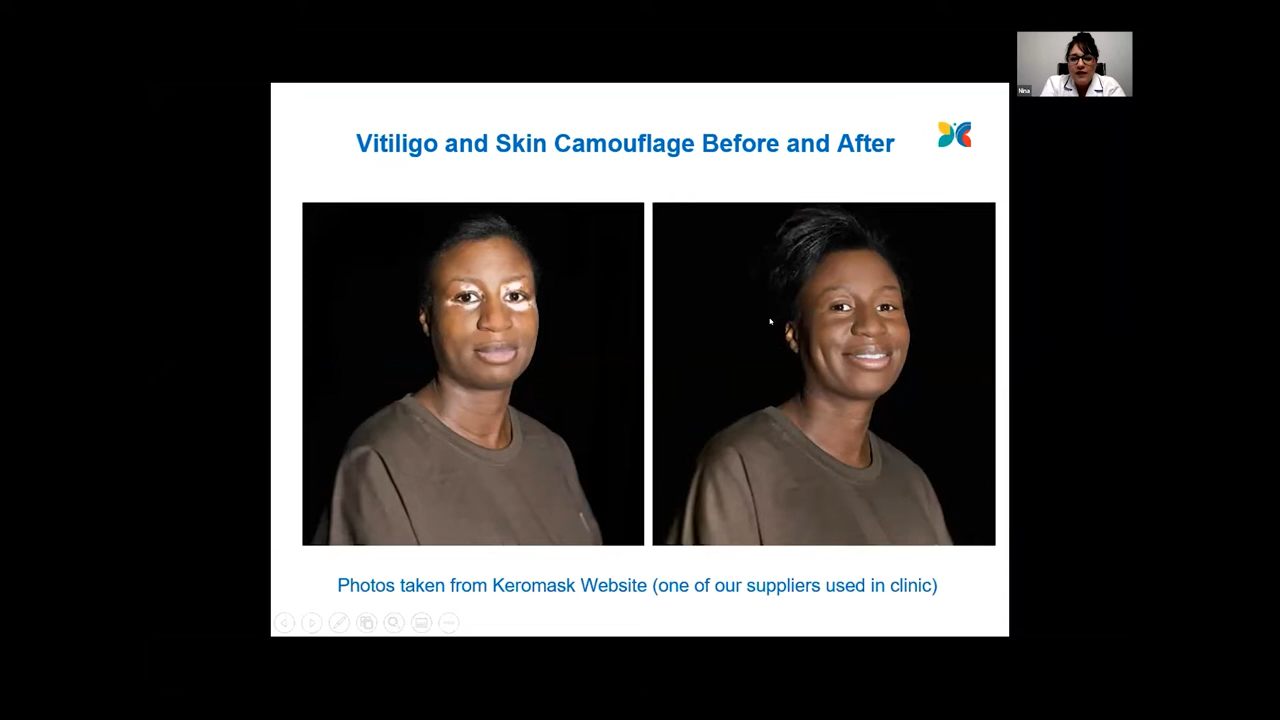 Nina
Vitiligo and Skin Camouflage Before and After
Photos taken from Keromask Website (one of our suppliers used in clinic)